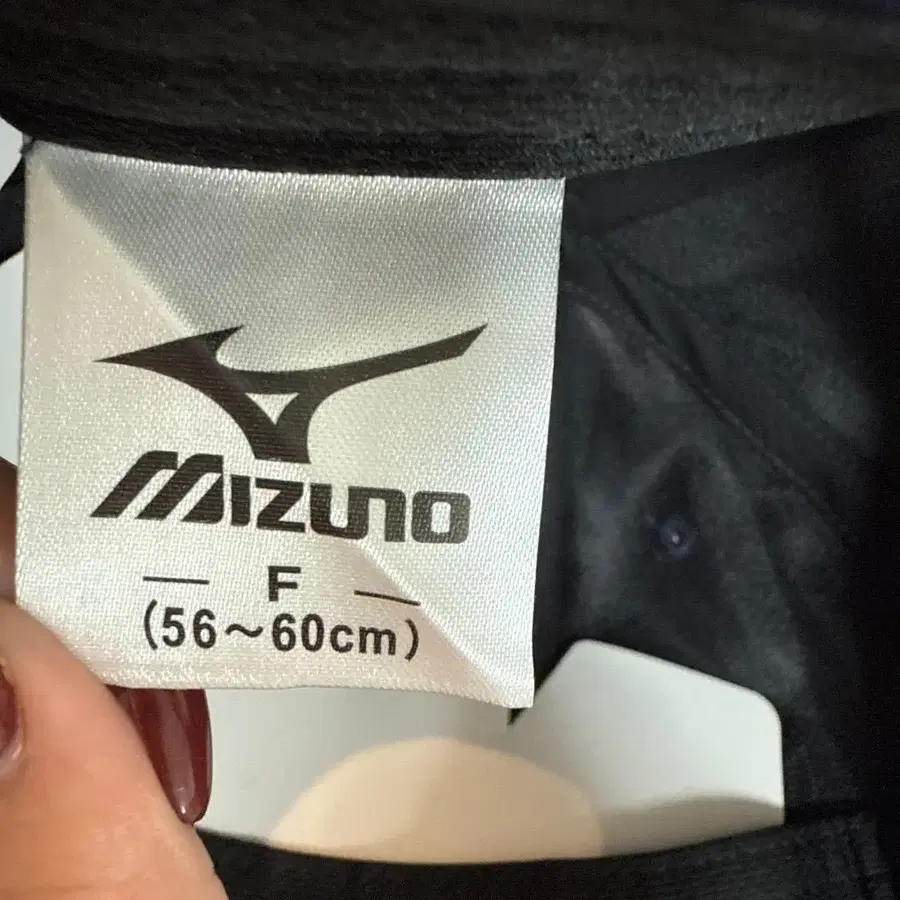 MIZUNO
— F —
(56～60cm)